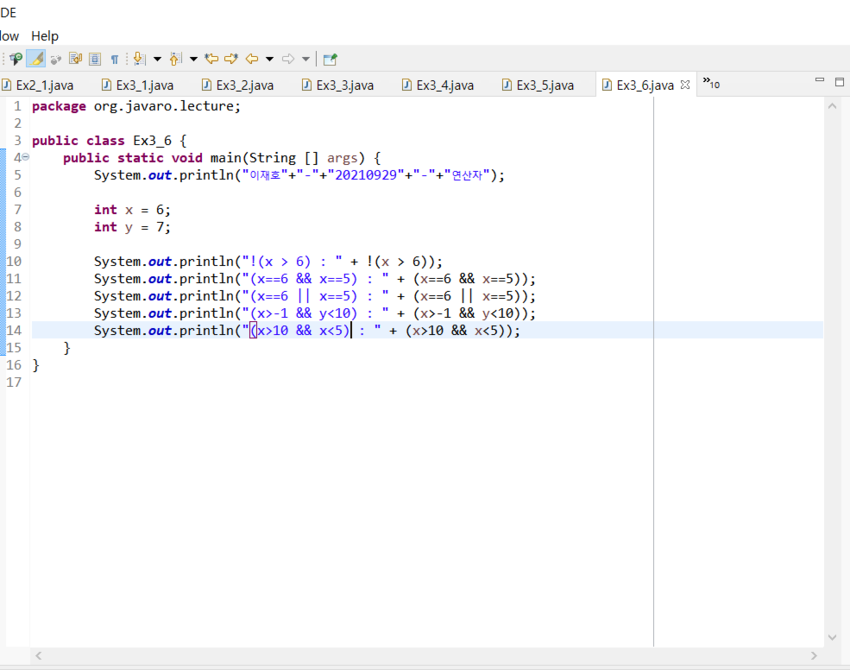 DE
low Help
Ex2_1.java Ex3_1.java Ex3_2.java Ex3_3.java Ex3_4.java Ex3_5.java Ex3_6.java »10
1 package org.javaro.lecture;
2
3 public class Ex3_6 {
4 public static void main(String [] args) {
5 System.out.println("이재호"+"-"+"20210929"+"-"+"연산자");
6
7 int x = 6;
8 int y = 7;
9
10 System.out.println("!(x > 6) : " + !(x > 6));
11 System.out.println("(x==6 && x==5) : " + (x==6 && x==5));
12 System.out.println("(x==6 || x==5) : " + (x==6 || x==5));
13 System.out.println("(x>-1 && y<10) : " + (x>-1 && y<10));
14 System.out.println("(x>10 && x<5) : " + (x>10 && x<5));
15 }
16 }
17